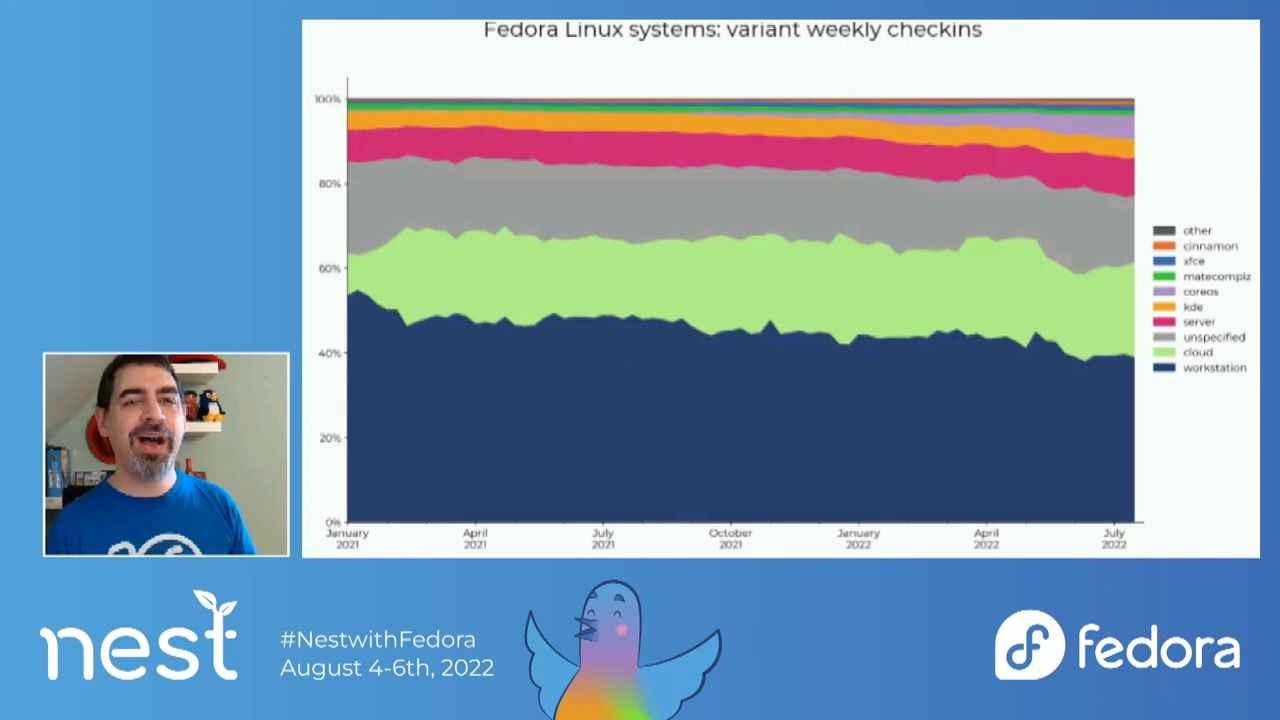 Fedora Linux systems: variant weekly checkins
100%
80%
60%
40%
20%
0%
January
2021
April
2021
July
2021
October
2021
January
2022
April
2022
July
2022
other
cinnamon
xfce
matecompiz
coreos
kde
server
unspecified
cloud
workstation
nest
#NestwithFedora
August 4-6th, 2022
fedora